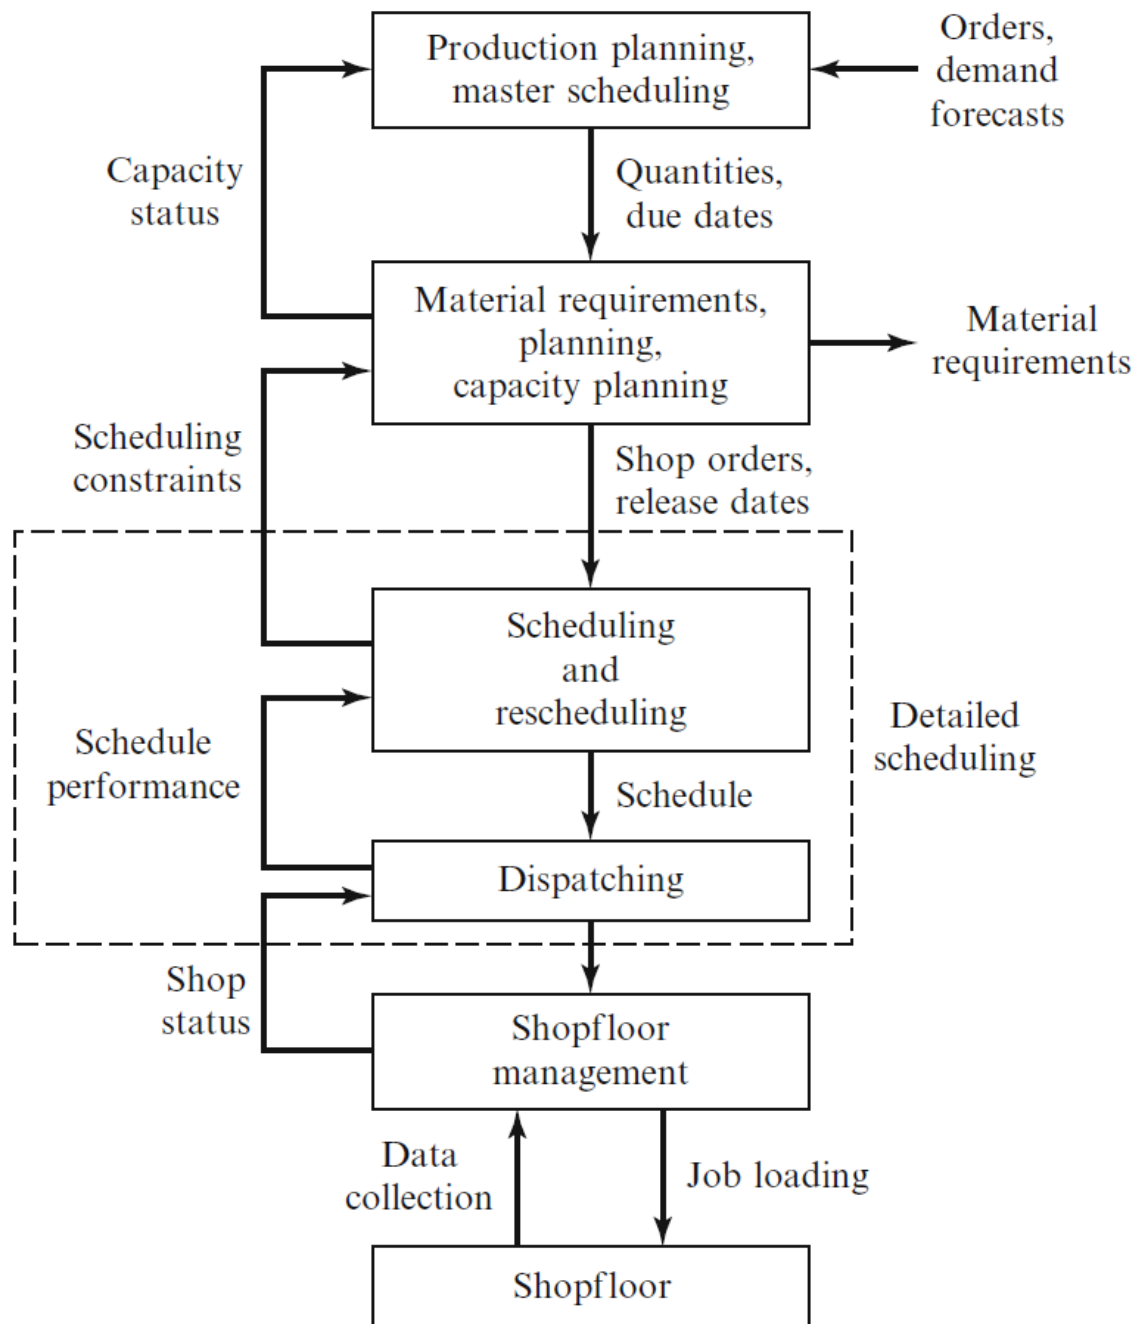 Production planning,
master scheduling
Orders,
demand
forecasts
Capacity
status
Quantities,
due dates
Material requirements,
planning,
capacity planning
Material
requirements
Scheduling
constraints
Shop orders,
release dates
Scheduling
and
rescheduling
Detailed
scheduling
Schedule
performance
Schedule
Dispatching
Shop
status
Shopfloor
management
Data
collection
Job loading
Shopfloor